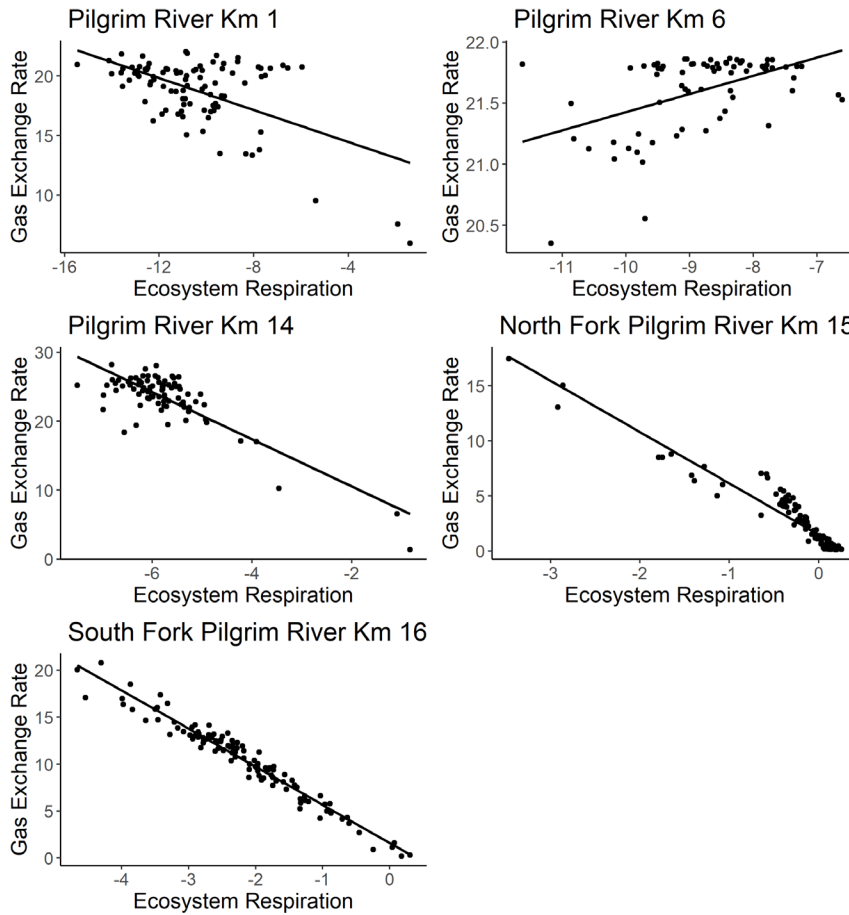 Pilgrim River Km 1
Gas Exchange Rate
20
15
10
-16
-12
-8
-4
Ecosystem Respiration
Pilgrim River Km 6
Gas Exchange Rate
22.0
21.5
21.0
20.5
-11
-10
-9
-8
-7
Ecosystem Respiration
Pilgrim River Km 14
Gas Exchange Rate
30
20
10
0
-6
-4
-2
Ecosystem Respiration
North Fork Pilgrim River Km 15
Gas Exchange Rate
15
10
5
0
-3
-2
-1
0
Ecosystem Respiration
South Fork Pilgrim River Km 16
Gas Exchange Rate
20
15
10
5
0
-4
-3
-2
-1
0
Ecosystem Respiration